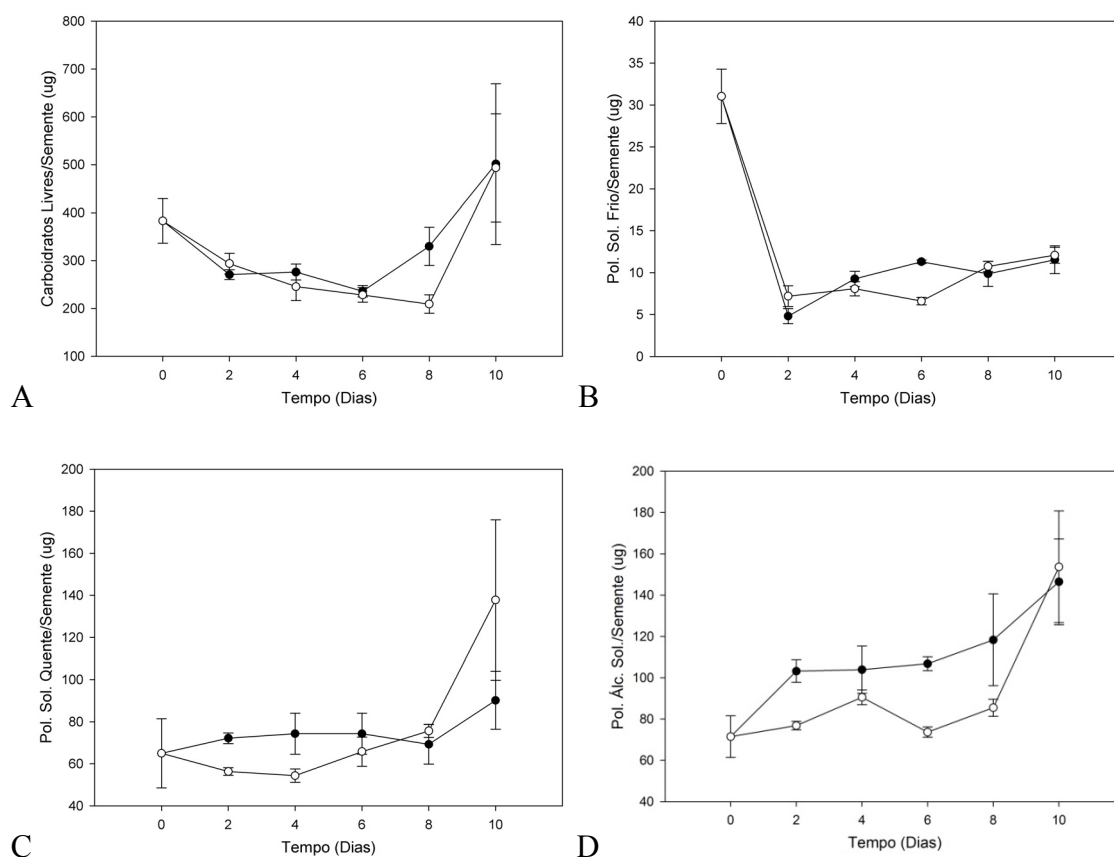 800
700
600
500
400
300
200
100
Carboidratos Livres/Semente (ug)
0 2 4 6 8 10
Tempo (Dias)
A
40
35
30
25
20
15
10
5
0
Pol. Sol. Frio/Semente (ug)
0 2 4 6 8 10
Tempo (Dias)
B
200
180
160
140
120
100
80
60
40
Pol. Sol. Quente/Semente (ug)
0 2 4 6 8 10
Tempo (Dias)
C
200
180
160
140
120
100
80
60
40
Pol. Álc. Sol./Semente (ug)
0 2 4 6 8 10
Tempo (Dias)
D